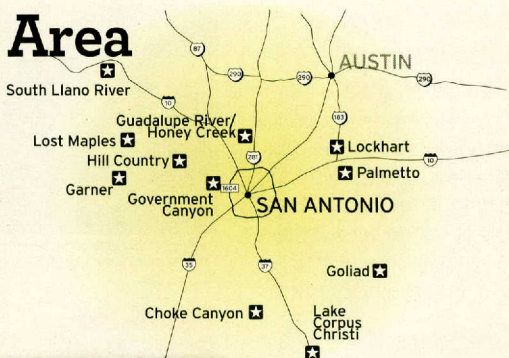 Area
87
AUSTIN
290
290
290
South Llano River
10
183
Guadalupe River/
Honey Creek
Lost Maples
Lockhart
281
10
Hill Country
Palmetto
Garner
1604
Government
Canyon
SAN ANTONIO
35
37
Goliad
Choke Canyon
Lake
Corpus
Christi